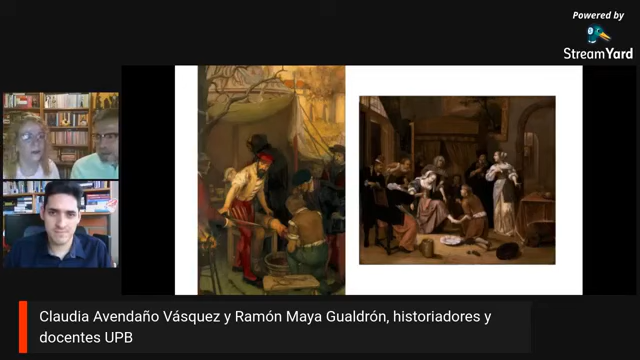 Powered by
StreamYard
Claudia Avendaño Vásquez y Ramón Maya Gualdrón, historiadores y
docentes UPB